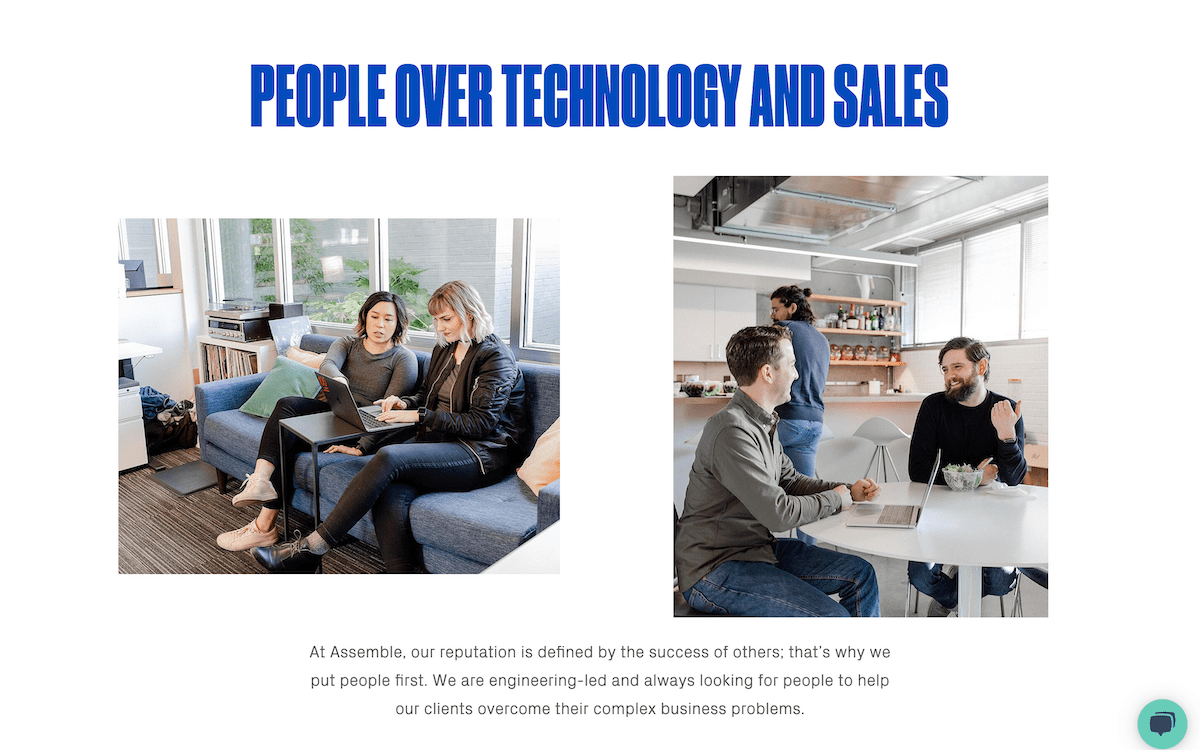 PEOPLE OVER TECHNOLOGY AND SALES
At Assemble, our reputation is defined by the success of others; that's why we
put people first. We are engineering-led and always looking for people to help
our clients overcome their complex business problems.